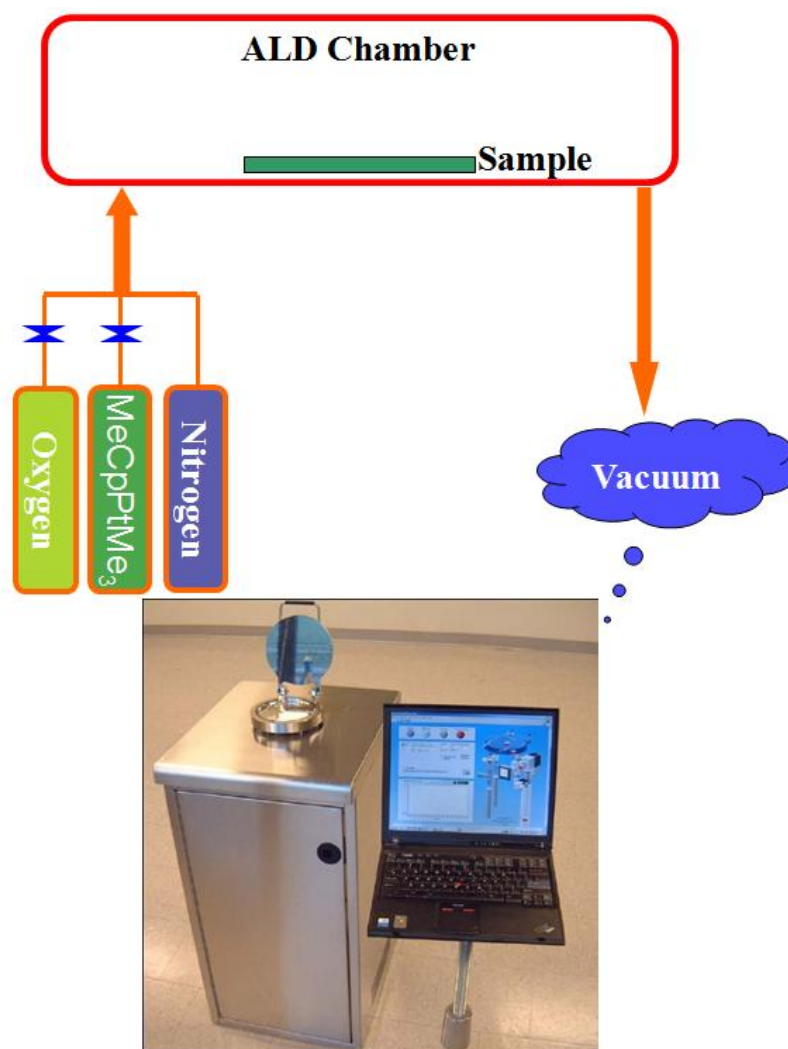 ALD Chamber
Sample
Oxygen
MeCpPtMe₃
Nitrogen
Vacuum